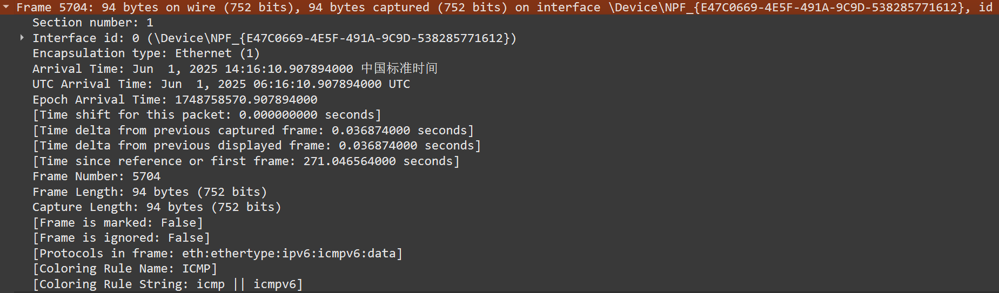 Frame 5704: 94 bytes on wire (752 bits), 94 bytes captured (752 bits) on interface \Device\NPF_{E47C0669-4E5F-491A-9C9D-538285771612}, id
Section number: 1
Interface id: 0 (\Device\NPF_{E47C0669-4E5F-491A-9C9D-538285771612})
Encapsulation type: Ethernet (1)
Arrival Time: Jun  1, 2025 14:16:10.907894000 中国标准时间
UTC Arrival Time: Jun  1, 2025 06:16:10.907894000 UTC
Epoch Arrival Time: 1748758570.907894000
[Time shift for this packet: 0.000000000 seconds]
[Time delta from previous captured frame: 0.036874000 seconds]
[Time delta from previous displayed frame: 0.036874000 seconds]
[Time since reference or first frame: 271.046564000 seconds]
Frame Number: 5704
Frame Length: 94 bytes (752 bits)
Capture Length: 94 bytes (752 bits)
[Frame is marked: False]
[Frame is ignored: False]
[Protocols in frame: eth:ethertype:ipv6:icmpv6:data]
[Coloring Rule Name: ICMP]
[Coloring Rule String: icmp || icmpv6]